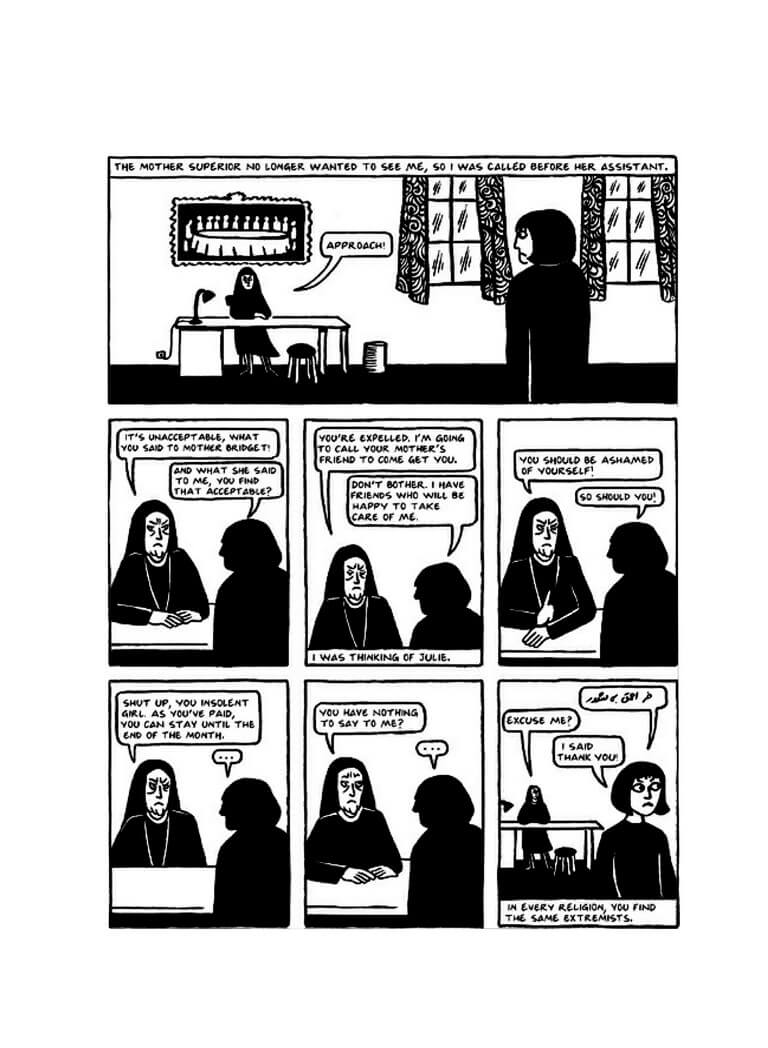 THE MOTHER SUPERIOR NO LONGER WANTED TO SEE ME, SO I WAS CALLED BEFORE HER ASSISTANT.
APPROACH!
IT'S UNACCEPTABLE, WHAT
YOU SAID TO MOTHER BRIDGET!
AND WHAT SHE SAID
TO ME, YOU FIND
THAT ACCEPTABLE?
YOU'RE EXPELLED. I'M GOING
TO CALL YOUR MOTHER'S
FRIEND TO COME GET YOU.
DON'T BOTHER. I HAVE
FRIENDS WHO WILL BE
HAPPY TO TAKE
CARE OF ME.
I WAS THINKING OF JULIE.
YOU SHOULD BE ASHAMED
OF YOURSELF!
SO SHOULD YOU!
SHUT UP, YOU INSOLENT
GIRL. AS YOU'VE PAID,
YOU CAN STAY UNTIL THE
END OF THE MONTH.
...
YOU HAVE NOTHING
TO SAY TO ME?
...
EXCUSE ME?
I SAID
THANK YOU!
IN EVERY RELIGION, YOU FIND
THE SAME EXTREMISTS.